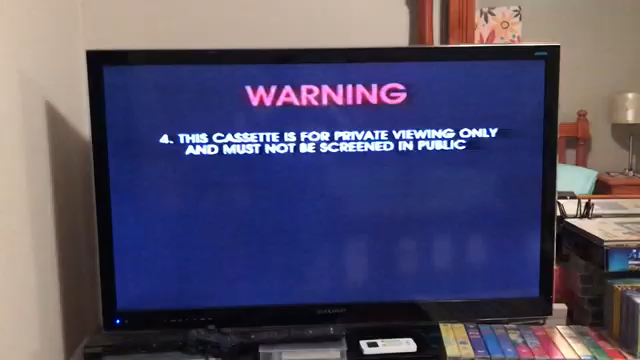 WARNING
4. THIS CASSETTE IS FOR PRIVATE VIEWING ONLY
AND MUST NOT BE SCREENED IN PUBLIC